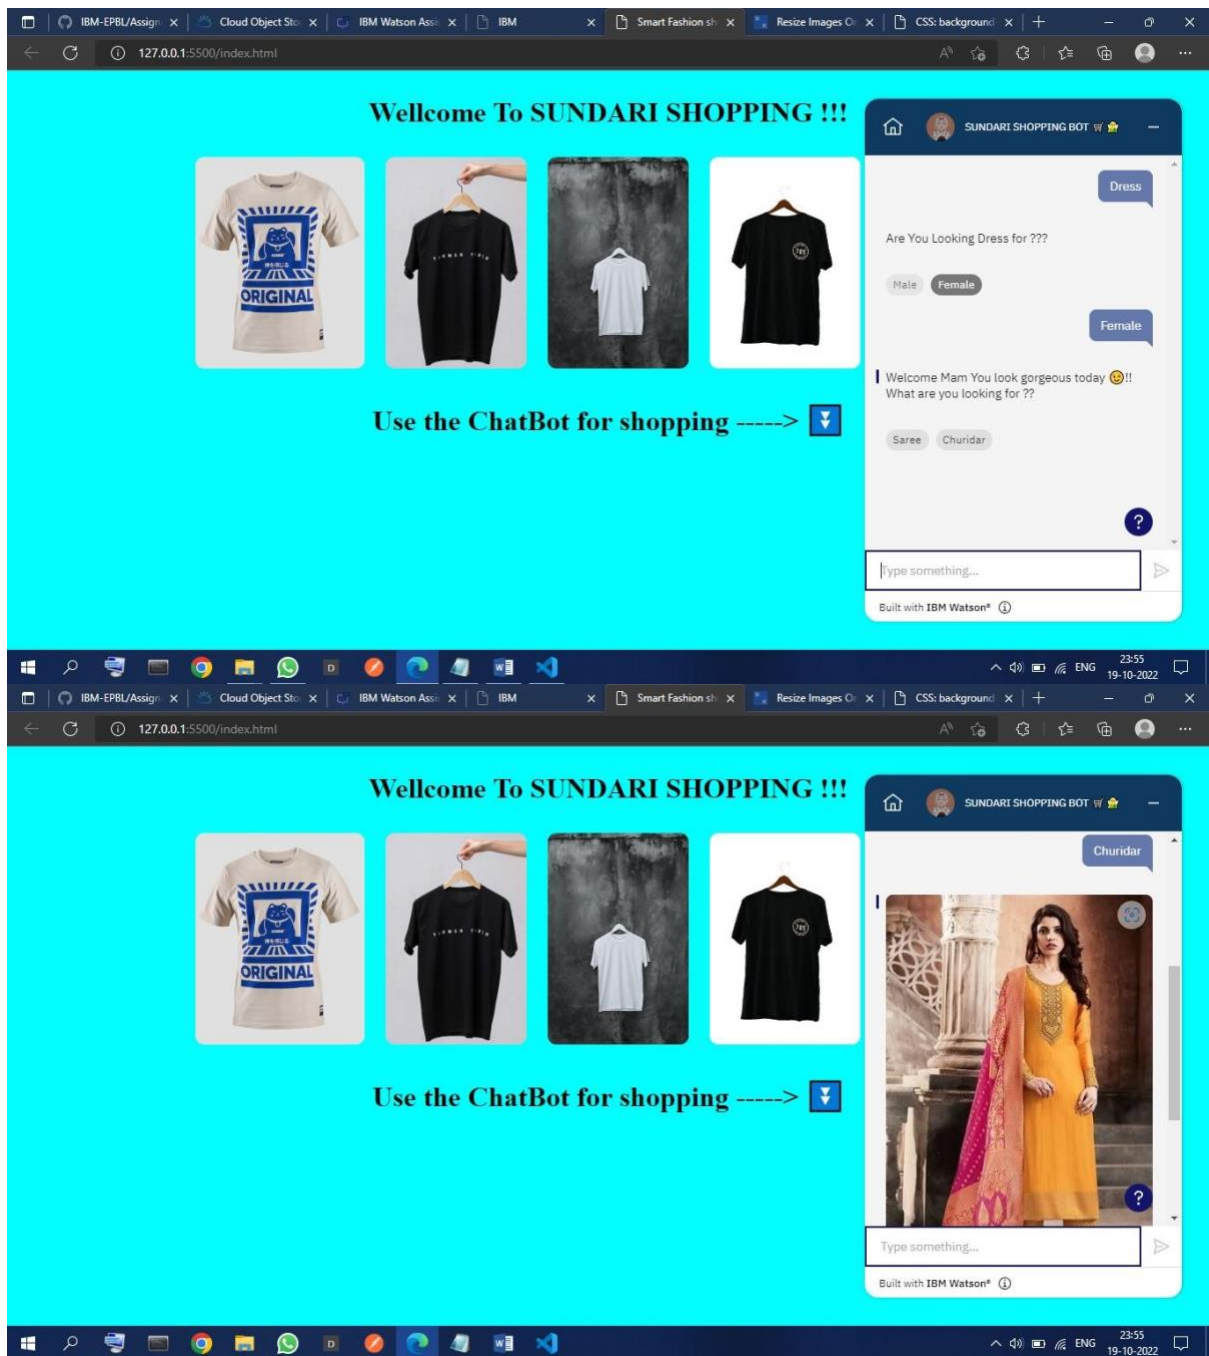 IBM-EPBL/Assign
Cloud Object Sto
IBM Watson Assis
IBM
Smart Fashion sh
Resize Images On
CSS: background
127.0.0.1:5500/index.html
Wellcome To SUNDARI SHOPPING !!!
ORIGINAL
Use the ChatBot for shopping ----->
SUNDARI SHOPPING BOT
Dress
Are You Looking Dress for ???
Male Female
Female
Welcome Mam You look gorgeous today 😉!!
What are you looking for ??
Saree Churidar
?
Type something...
Built with IBM Watson®
ENG
23:55
19-10-2022
IBM-EPBL/Assign
Cloud Object Sto
IBM Watson Assis
IBM
Smart Fashion sh
Resize Images On
CSS: background
127.0.0.1:5500/index.html
Wellcome To SUNDARI SHOPPING !!!
ORIGINAL
Use the ChatBot for shopping ----->
SUNDARI SHOPPING BOT
Churidar
?
Type something...
Built with IBM Watson®
ENG
23:55
19-10-2022